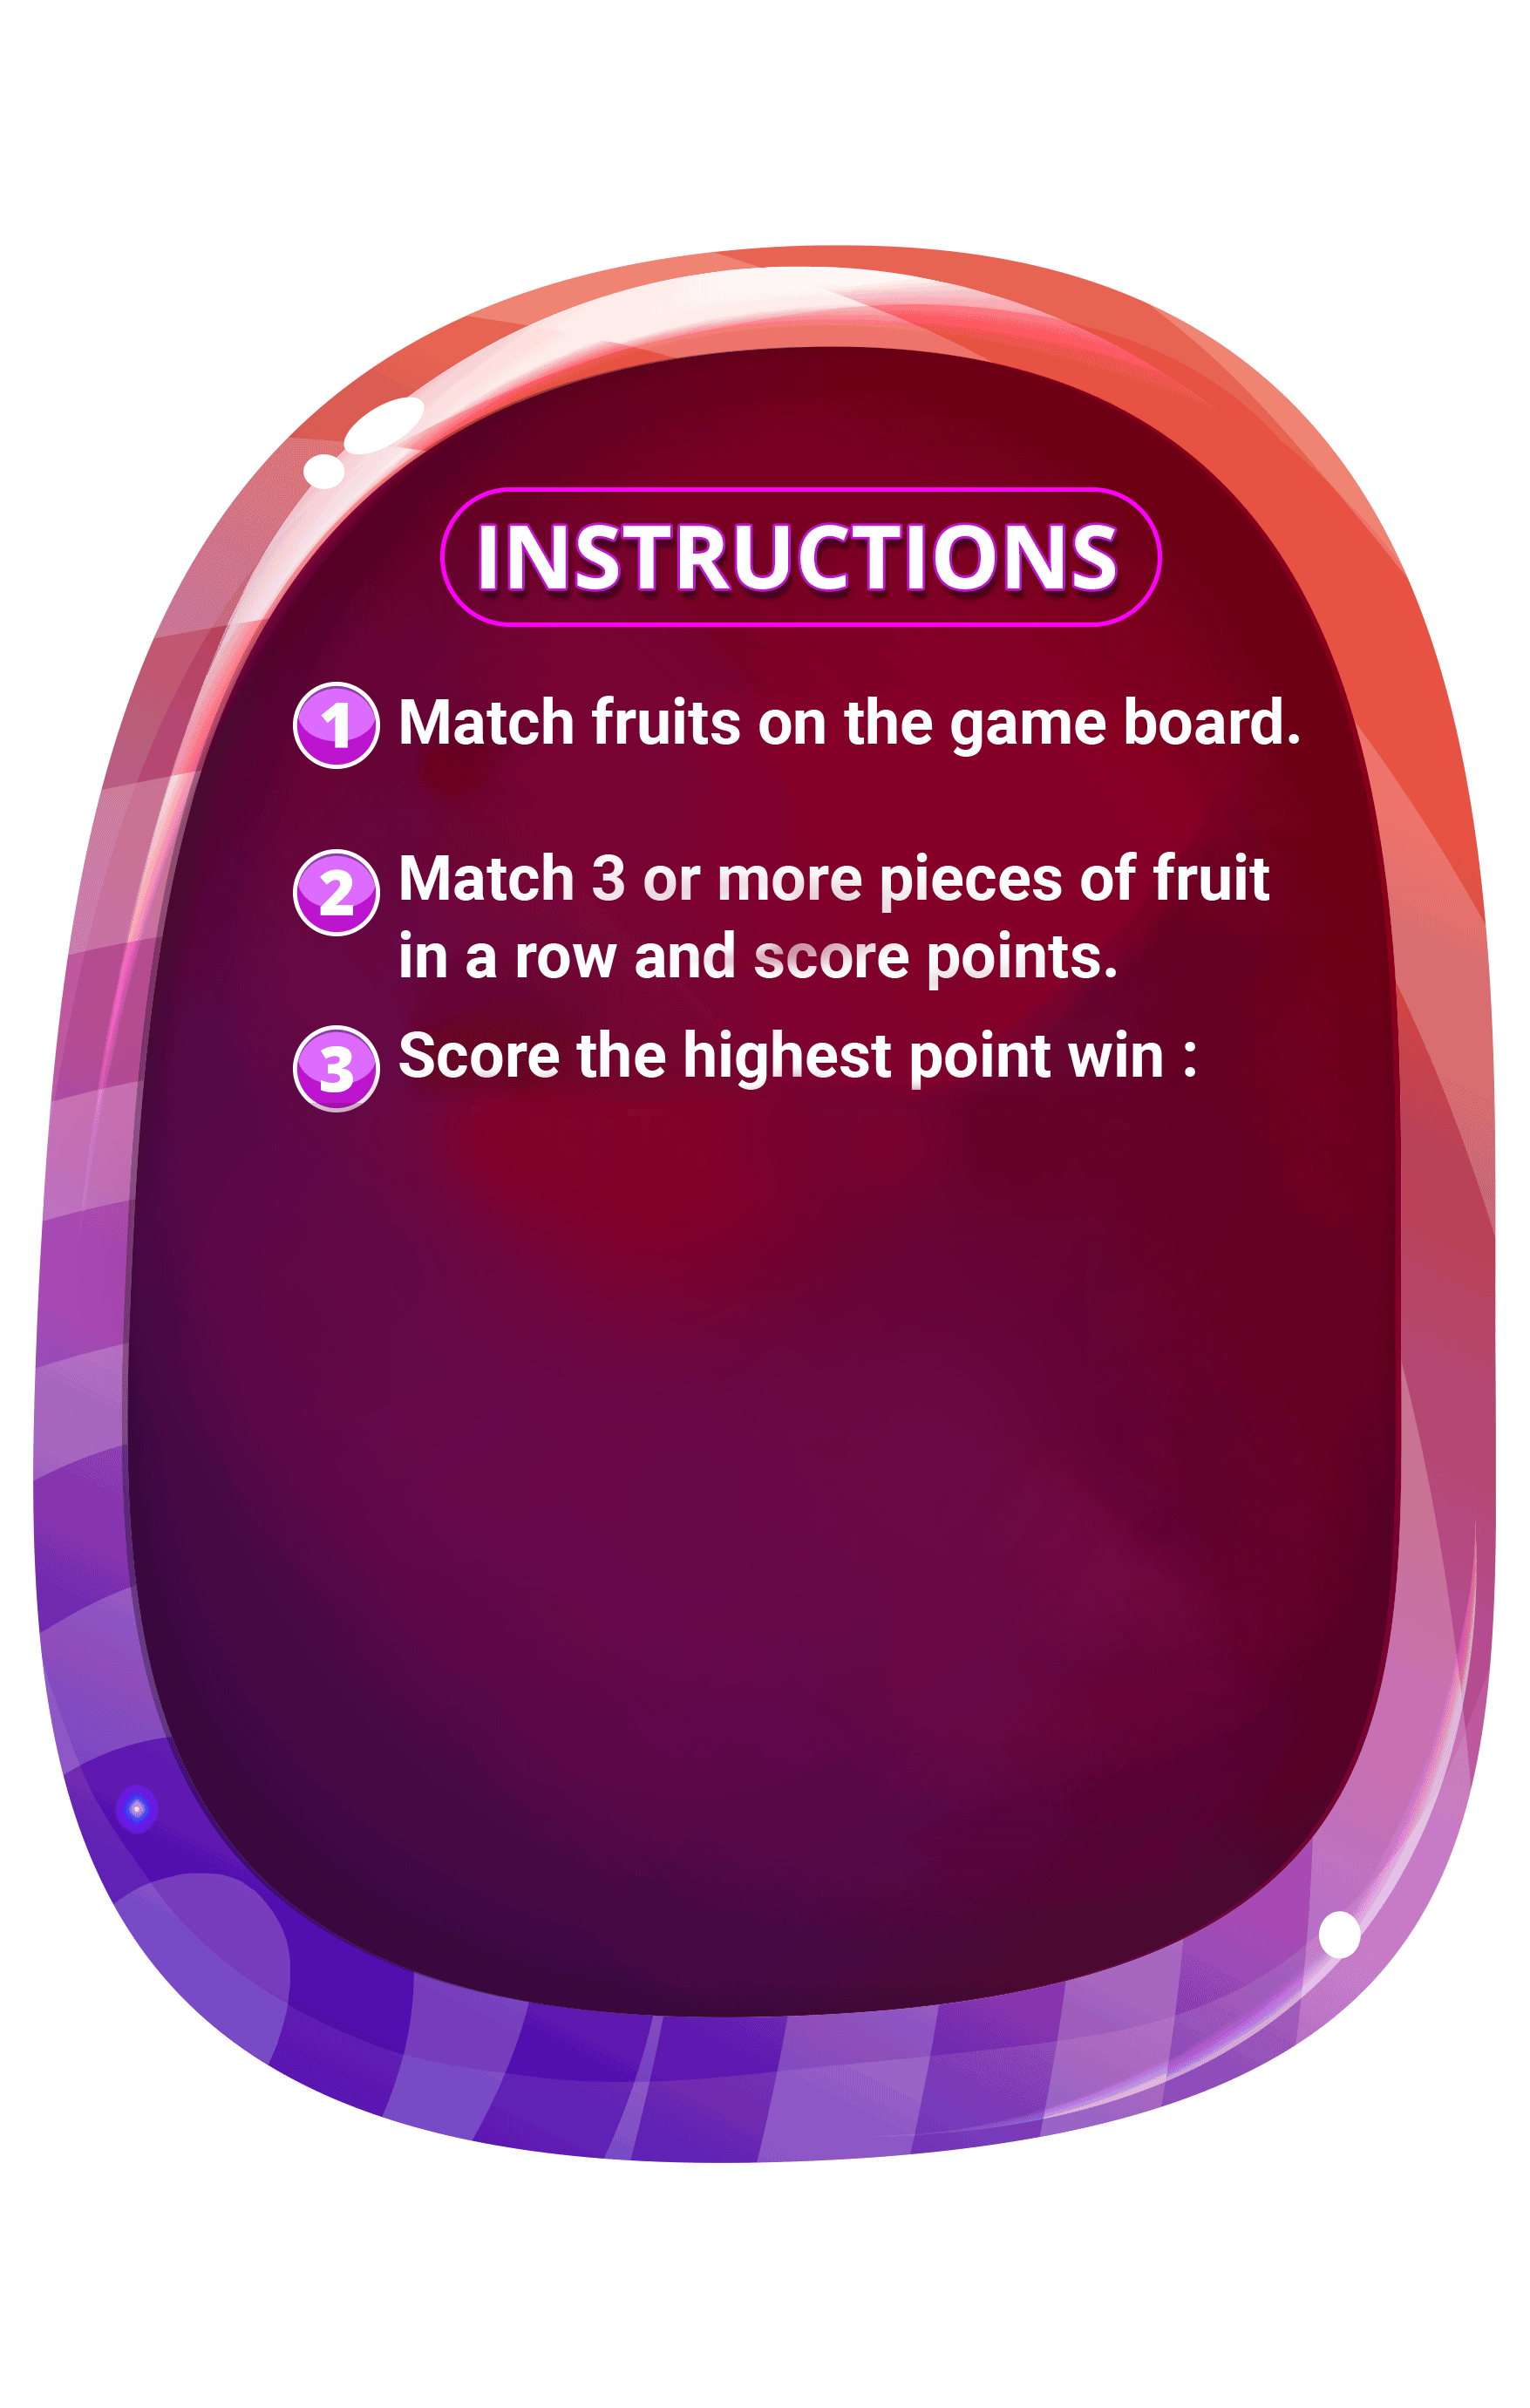 INSTRUCTIONS
1 Match fruits on the game board.
2 Match 3 or more pieces of fruit
in a row and score points.
3 Score the highest point win :